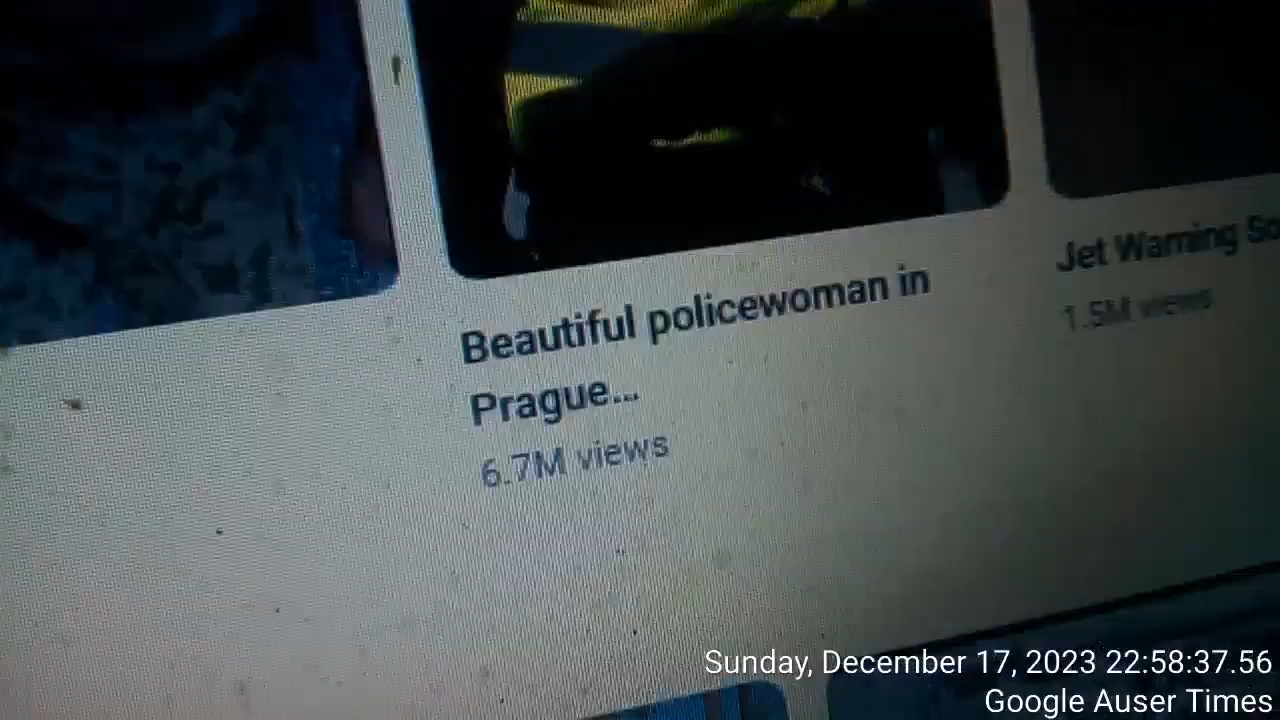 Beautiful policewoman in
Prague...
6.7M views
Jet Warning
1.5M views
Sunday, December 17, 2023 22:58:37.56
Google Auser Times